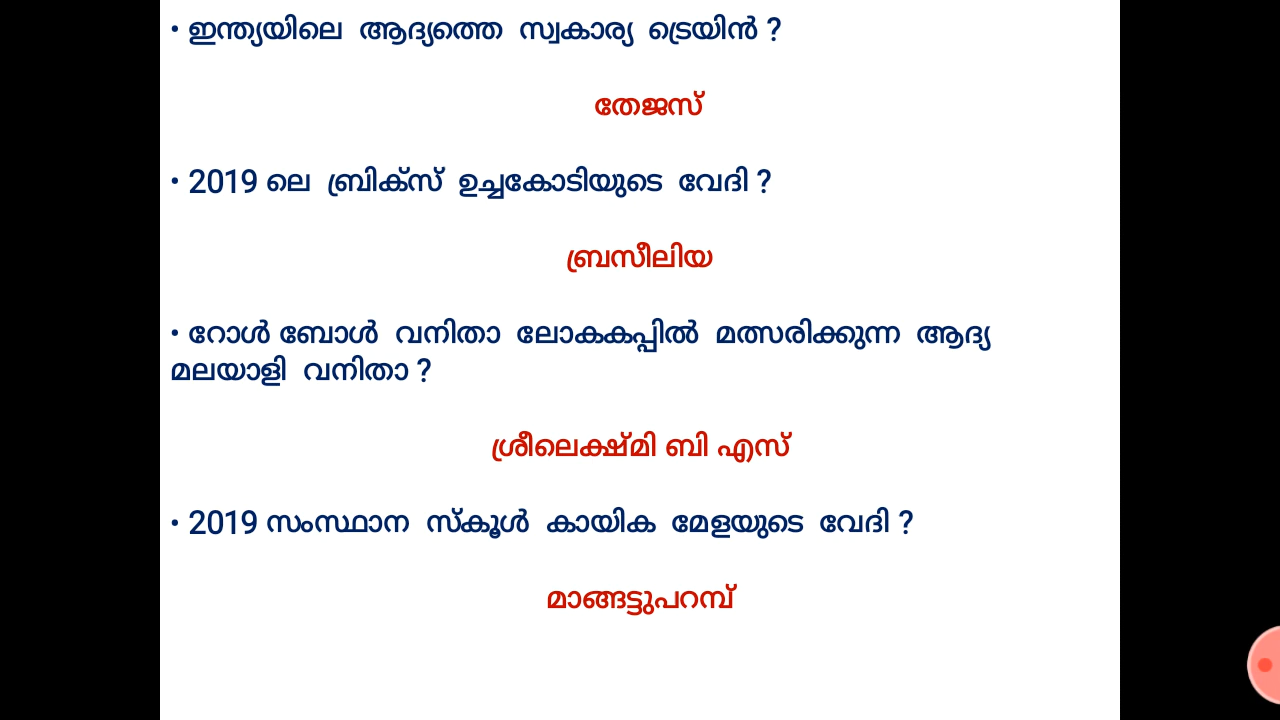 • ഇന്ത്യയിലെ ആദ്യത്തെ സ്വകാര്യ ട്രെയിൻ ?
തേജസ്
• 2019 ലെ ബ്രിക്സ് ഉച്ചകോടിയുടെ വേദി ?
ബ്രസീലിയ
• റോൾ ബോൾ വനിതാ ലോകകപ്പിൽ മത്സരിക്കുന്ന ആദ്യ
മലയാളി വനിതാ ?
ശ്രീലെക്ഷ്മി ബി എസ്
• 2019 സംസ്ഥാന സ്കൂൾ കായിക മേളയുടെ വേദി ?
മാങ്ങട്ടുപറമ്പ്